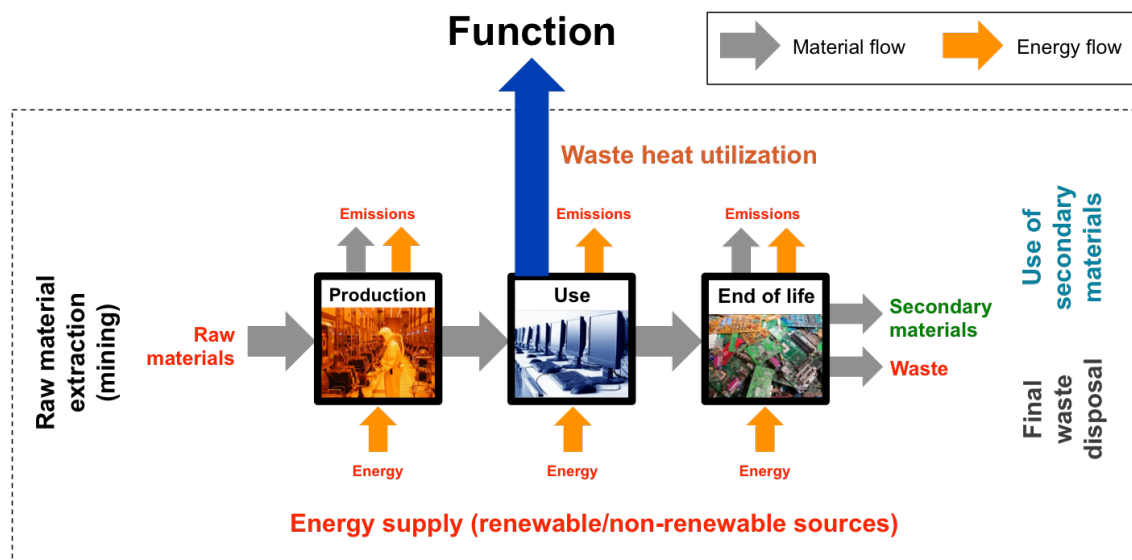 Function
Material flow
Energy flow
Waste heat utilization
Emissions
Emissions
Emissions
Production
Use
End of life
Raw material
extraction
(mining)
Raw
materials
Secondary
materials
Waste
Use of
secondary
materials
Final
waste
disposal
Energy
Energy
Energy
Energy supply (renewable/non-renewable sources)